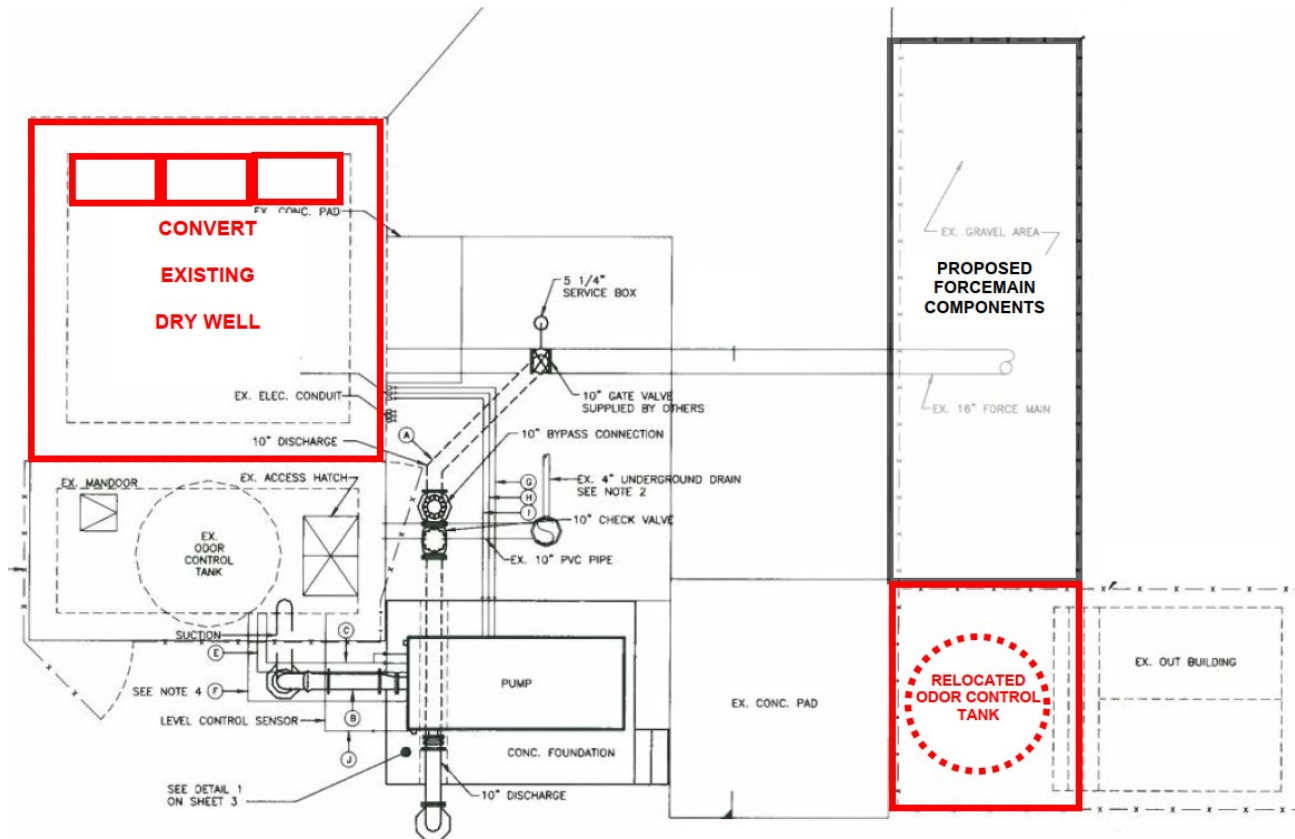 EX. CONC. PAD
CONVERT
EXISTING
DRY WELL
5 1/4"
SERVICE BOX
EX. GRAVEL AREA
PROPOSED
FORCEMAIN
COMPONENTS
EX. ELEC. CONDUIT
10" GATE VALVE
SUPPLIED BY OTHERS
EX. 16" FORCE MAIN
10" DISCHARGE
A
10" BYPASS CONNECTION
EX. MANDOOR
EX. ACCESS HATCH
G
H
I
EX. 4" UNDERGROUND DRAIN
SEE NOTE 2
10" CHECK VALVE
EX.
ODOR
CONTROL
TANK
EX. 10" PVC PIPE
SUCTION
C
E
SEE NOTE 4
F
B
LEVEL CONTROL SENSOR
J
PUMP
EX. CONC. PAD
RELOCATED
ODOR CONTROL
TANK
EX. OUT BUILDING
CONC. FOUNDATION
SEE DETAIL 1
ON SHEET 3
10" DISCHARGE
X